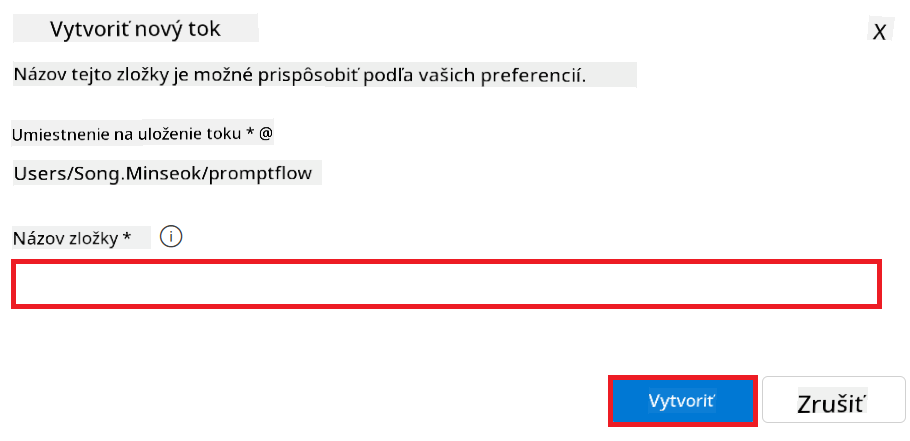 Vytvoriť nový tok
X
Názov tejto zložky je možné prispôsobiť podľa vašich preferencií.
Umiestnenie na uloženie toku * @
Users/Song.Minseok/promptflow
Názov zložky * i
Vytvoriť
Zrušiť